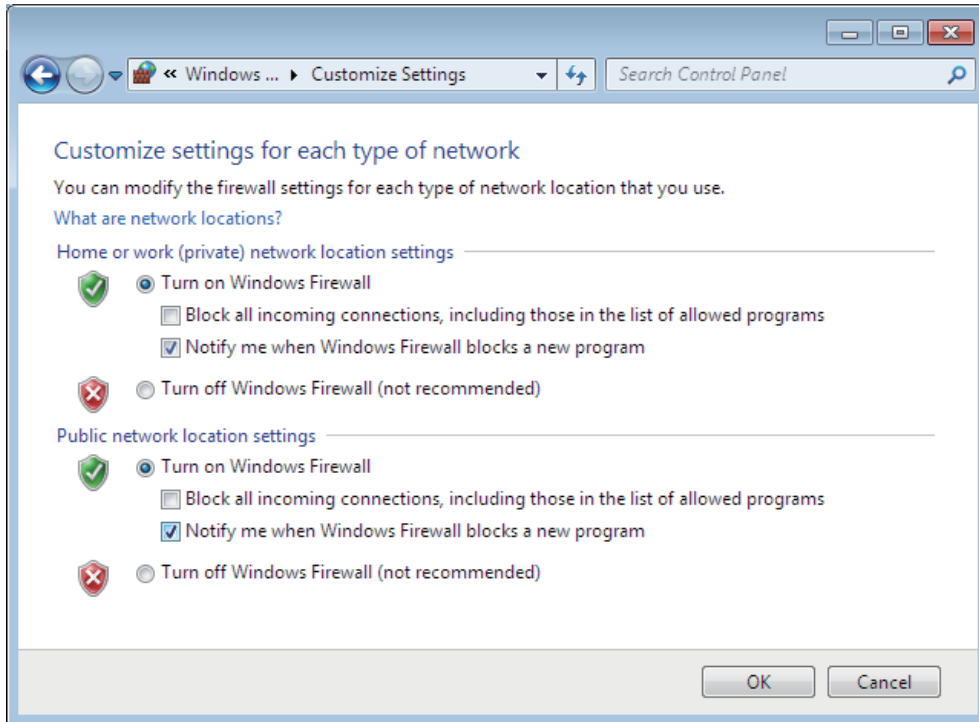 « Windows ... ▸ Customize Settings
Search Control Panel
Customize settings for each type of network
You can modify the firewall settings for each type of network location that you use.
What are network locations?
Home or work (private) network location settings
Turn on Windows Firewall
Block all incoming connections, including those in the list of allowed programs
Notify me when Windows Firewall blocks a new program
Turn off Windows Firewall (not recommended)
Public network location settings
Turn on Windows Firewall
Block all incoming connections, including those in the list of allowed programs
Notify me when Windows Firewall blocks a new program
Turn off Windows Firewall (not recommended)
OK
Cancel